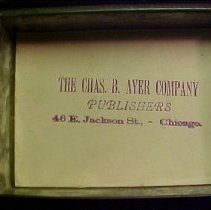 THE CHAS. B. AYER COMPANY
PUBLISHERS
46 E. Jackson St., - Chicago.